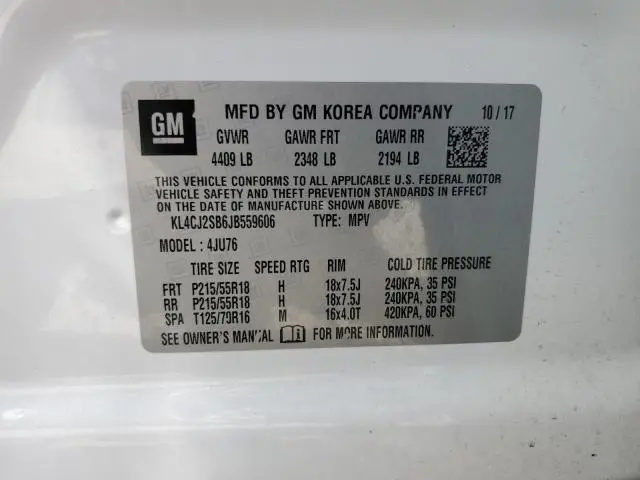 GM MFD BY GM KOREA COMPANY 10/17
GVWR GAWR FRT GAWR RR
4409 LB 2348 LB 2194 LB
THIS VEHICLE CONFORMS TO ALL APPLICABLE U.S. FEDERAL MOTOR
VEHICLE SAFETY AND THEFT PREVENTION STANDARDS IN EFFECT
ON THE DATE OF MANUFACTURE SHOWN ABOVE.
KL4CJ2SB6JB559606 TYPE: MPV
MODEL: 4JU76
TIRE SIZE SPEED RTG RIM COLD TIRE PRESSURE
FRT P215/55R18 H 18x7.5J 240KPA, 35 PSI
RR P215/55R18 H 18x7.5J 240KPA, 35 PSI
SPA T125/79R16 M 16x4.0T 420KPA, 60 PSI
SEE OWNER'S MANUAL FOR MORE INFORMATION.